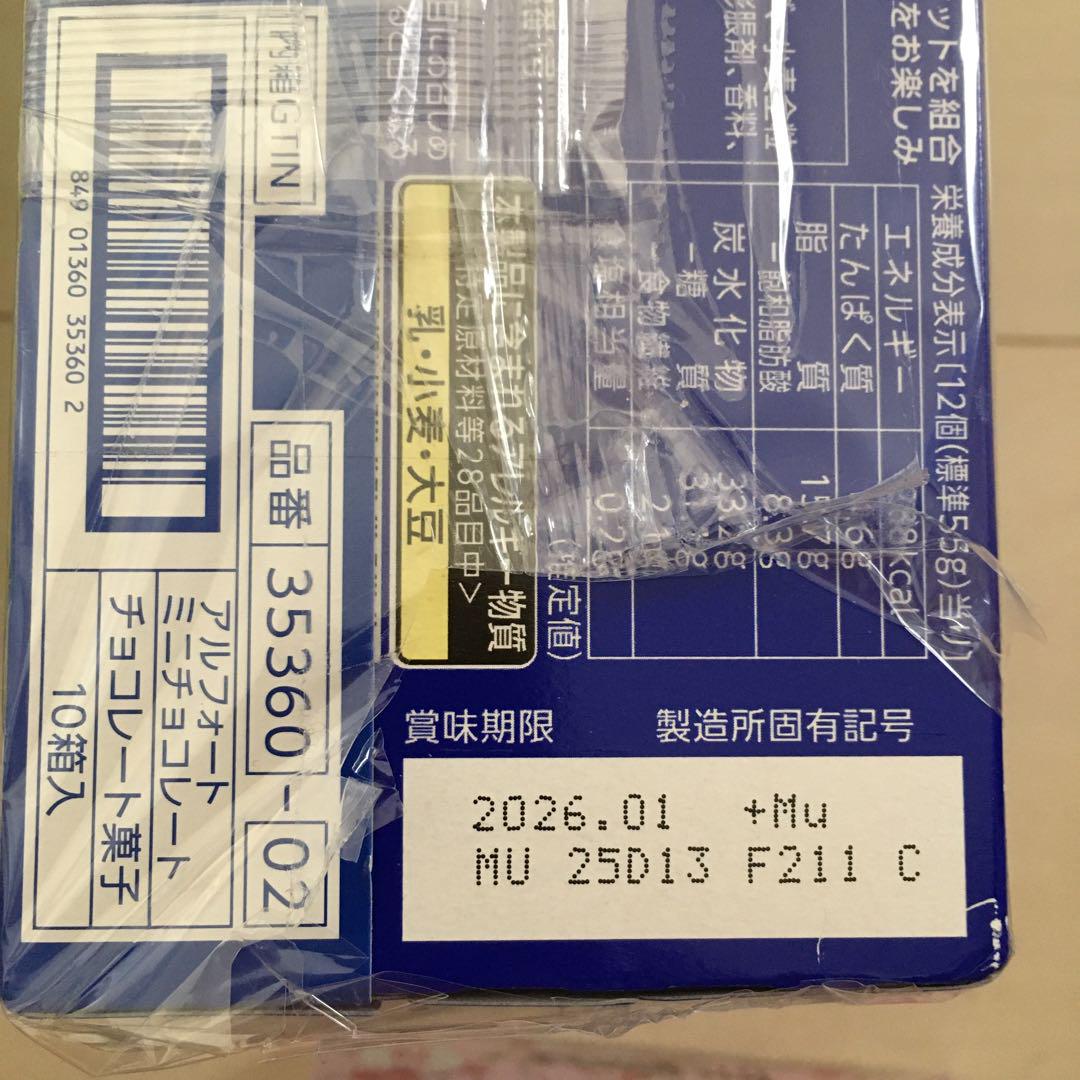 内箱GTIN
849 01360 35360 2
品番 35360-02
アルフォート
ミニチョコレート
チョコレート菓子
10箱入
ットを組合
をお楽しみ
膨脹剤、香料、
栄養成分表示[12個(標準558)当り]
エネルギー
たんぱく質
脂 質
-飽和脂肪酸
炭水化物
-糖 質
-食物繊維
食塩相当量
(推定値)
本製品に含まれるアレルギー物質
原材料等28品目中>
乳・小麦・大豆
賞味期限 製造所固有記号
2026.01 +Mu
MU 25D13 F211 C